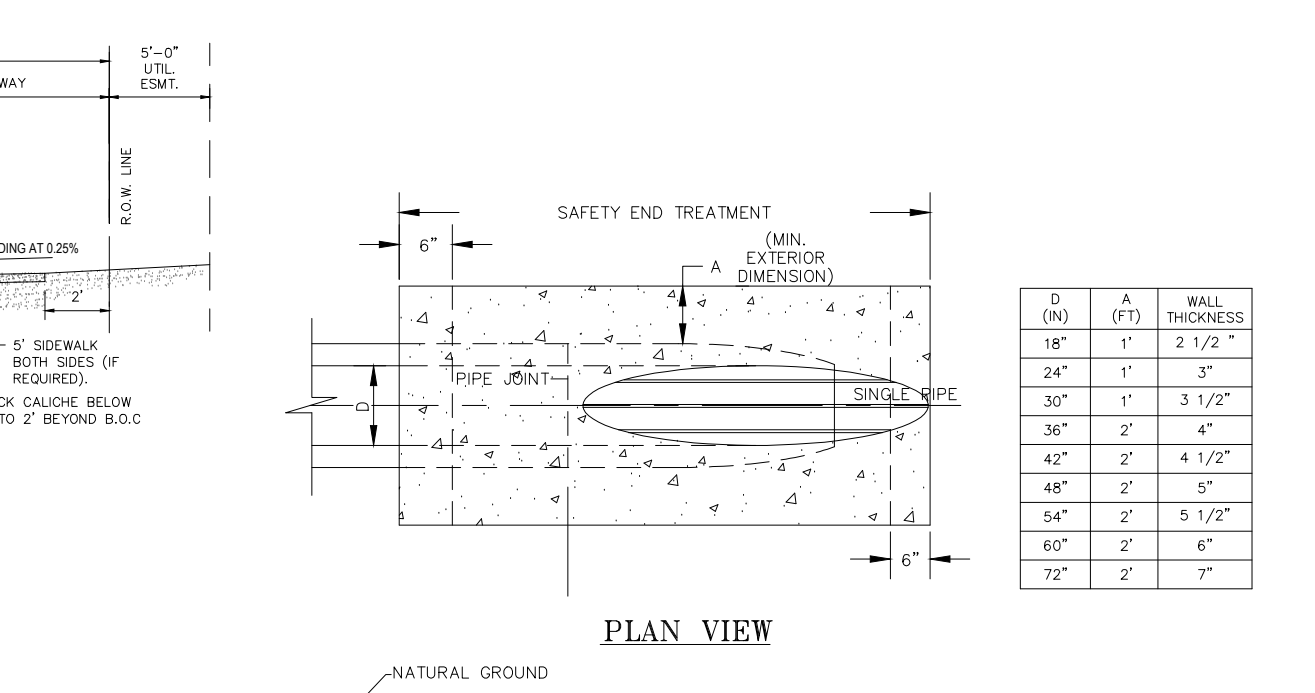 5'-0"
UTIL.
ESMT.
WAY
R.O.W. LINE
DING AT 0.25%
2'
5' SIDEWALK
BOTH SIDES (IF
REQUIRED).
CK CALICHE BELOW
TO 2' BEYOND B.O.C
SAFETY END TREATMENT
6"
A
(MIN.
EXTERIOR
DIMENSION)
PIPE JOINT
SINGLE PIPE
D
6"
PLAN VIEW
NATURAL GROUND
D (IN) A (FT) WALL THICKNESS
18" 1' 2 1/2 "
24" 1' 3"
30" 1' 3 1/2"
36" 2' 4"
42" 2' 4 1/2"
48" 2' 5"
54" 2' 5 1/2"
60" 2' 6"
72" 2' 7"